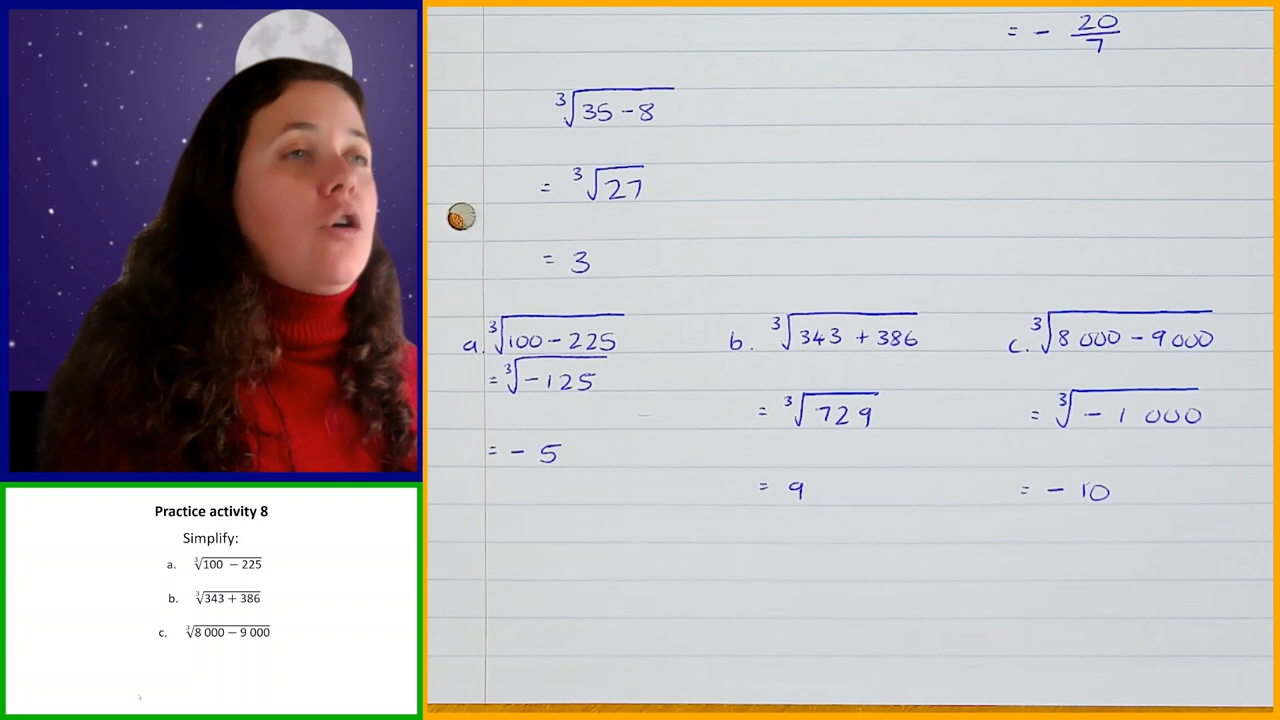 Practice activity 8
Simplify:
a. ∛100 − 225
b. ∛343 + 386
c. ∛8 000 − 9 000
= - 20/7
∛35 - 8
= ∛27
= 3
a. ∛100 - 225
= ∛-125
= - 5
b. ∛343 + 386
= ∛729
= 9
c. ∛8 000 - 9 000
= ∛- 1 000
= - 10